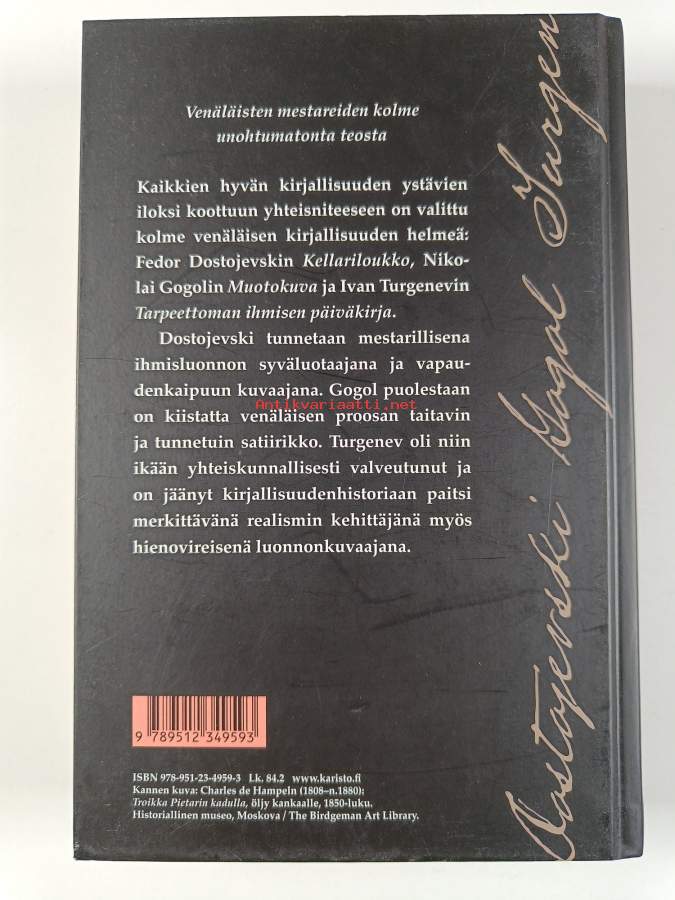 Venäläisten mestareiden kolme
unohtumatonta teosta
Kaikkien hyvän kirjallisuuden ystävien
iloksi koottuun yhteisniteeseen on valittu
kolme venäläisen kirjallisuuden helmeä:
Fedor Dostojevskin Kellariloukko, Niko-
lai Gogolin Muotokuva ja Ivan Turgenevin
Tarpeettoman ihmisen päiväkirja.
Dostojevski tunnetaan mestarillisena
ihmisluonnon syväluotaajana ja vapau-
denkaipuun kuvaajana. Gogol puolestaan
Antikvariaatti.net
on kiistatta venäläisen proosan taitavin
ja tunnetuin satiirikko. Turgenev oli niin
ikään yhteiskunnallisesti valveutunut ja
on jäänyt kirjallisuudenhistoriaan paitsi
merkittävänä realismin kehittäjänä myös
hienovireisenä luonnonkuvaajana.
9 789512 349593
ISBN 978-951-23-4959-3 Lk. 84.2 www.karisto.fi
Kannen kuva: Charles de Hampeln (1808–n.1880):
Troikka Pietarin kadulla, öljy kankaalle, 1850-luku.
Historiallinen museo, Moskova / The Birdgeman Art Library.
Dostojevski Gogol Turgen